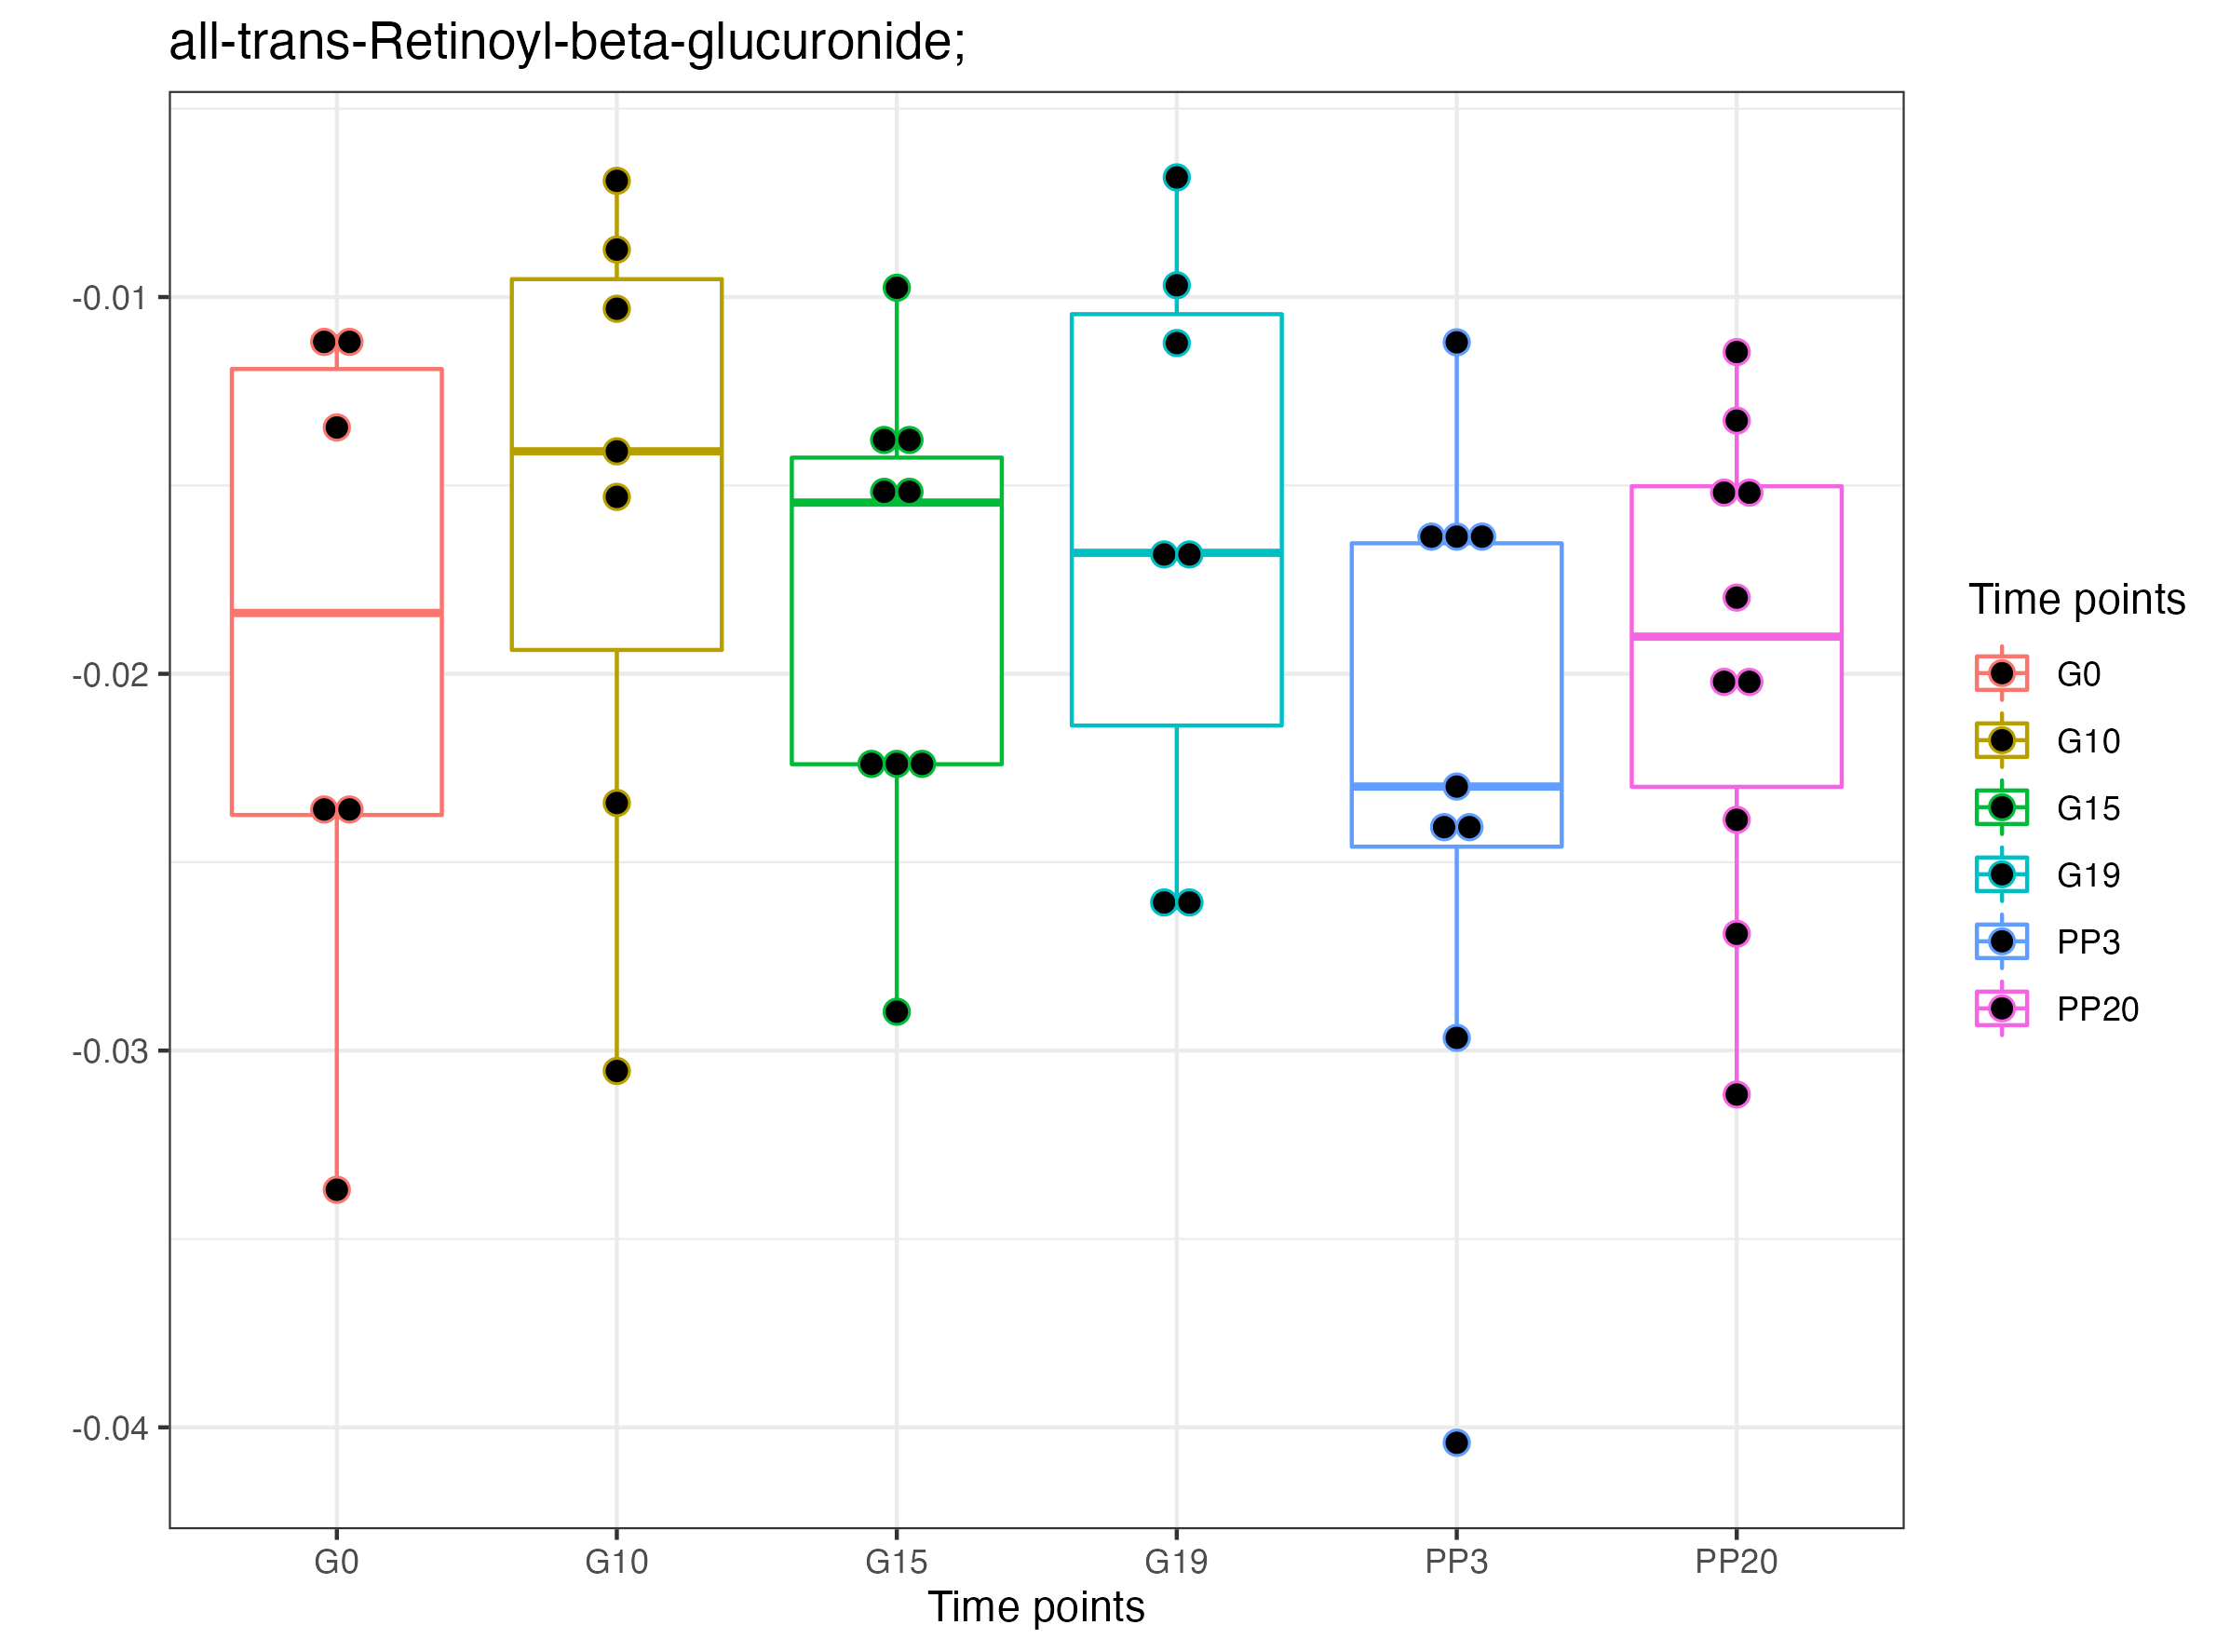 all-trans-Retinoyl-beta-glucuronide;
-0.01
-0.02
-0.03
-0.04
G0
G10
G15
G19
PP3
PP20
Time points
Time points
G0
G10
G15
G19
PP3
PP20